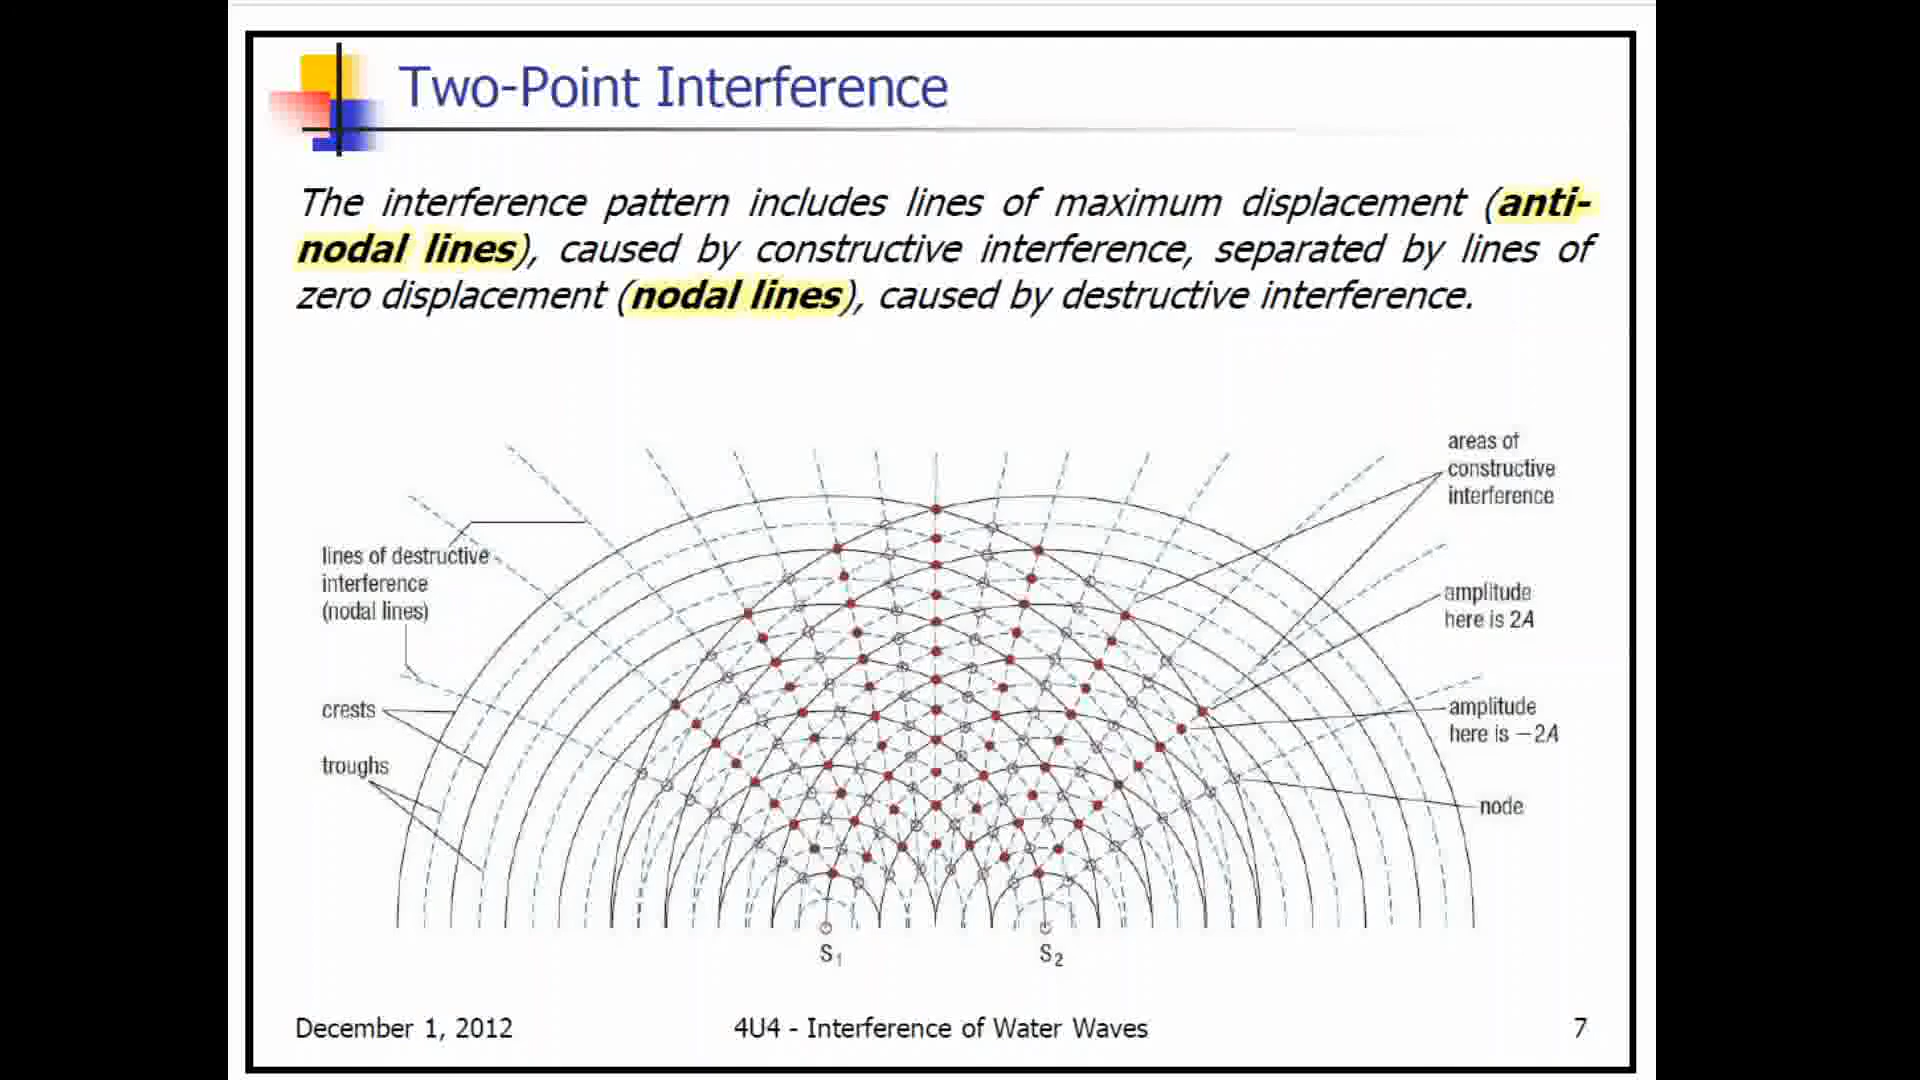 Two-Point Interference
The interference pattern includes lines of maximum displacement (anti-
nodal lines), caused by constructive interference, separated by lines of
zero displacement (nodal lines), caused by destructive interference.
areas of
constructive
interference
lines of destructive
interference
(nodal lines)
amplitude
here is 2A
crests
amplitude
here is −2A
troughs
node
S1
S2
December 1, 2012
4U4 - Interference of Water Waves
7